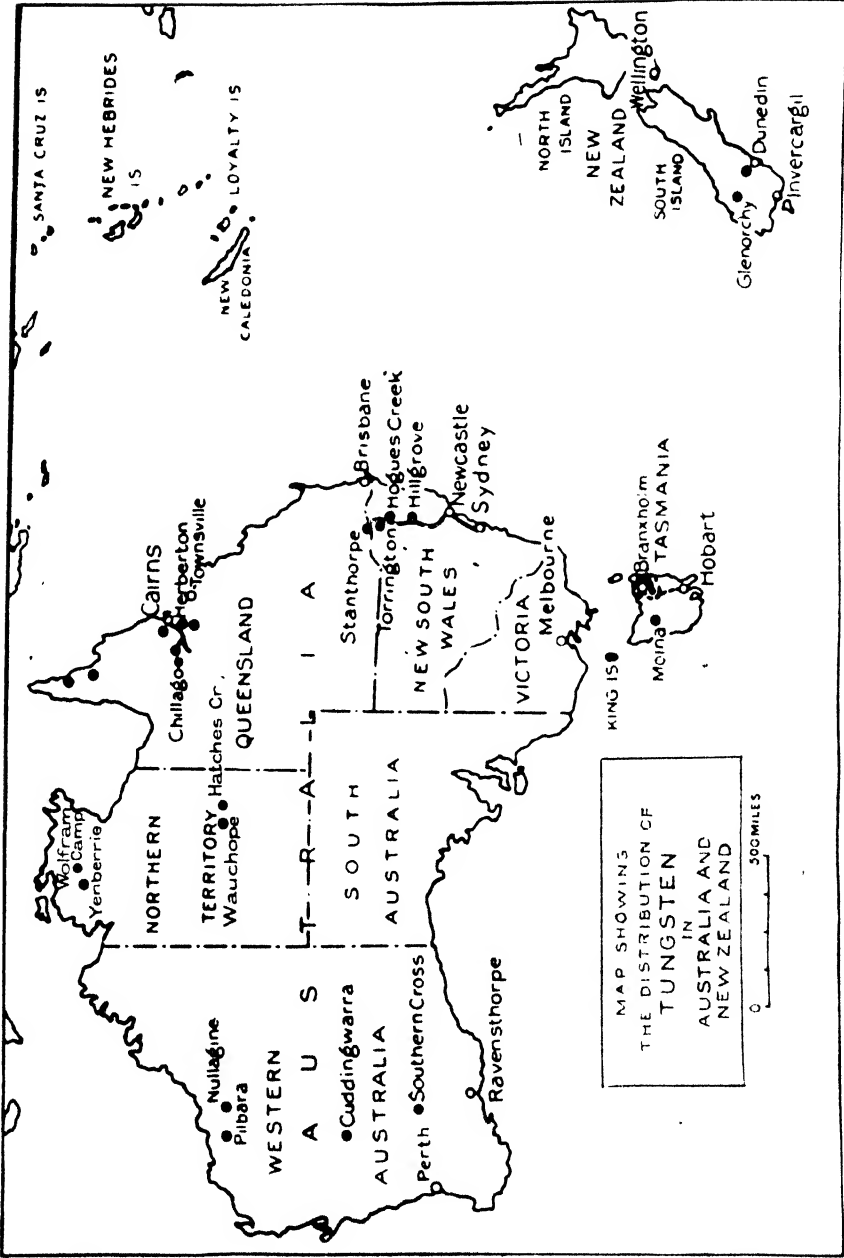 SANTA CRUZ IS
NEW HEBRIDES
IS
LOYALTY IS
NEW
CALEDONIA
Wolfram
Camp
Yenberrie
NORTHERN
TERRITORY
Wauchope
Hatches Cr.
Cairns
Herberton
Townsville
Chillagoe
QUEENSLAND
Nullagine
Pilbara
WESTERN
AUSTRALIA
Cuddingwarra
AUSTRALIA
Southern Cross
Perth
Ravensthorpe
SOUTH
AUSTRALIA
Brisbane
Stanthorpe
Torrington
Hogues Creek
Hillgrove
Newcastle
Sydney
NEW SOUTH
WALES
VICTORIA
Melbourne
KING IS
Branxholm
TASMANIA
Moina
Hobart
NORTH
ISLAND
NEW
ZEALAND
Wellington
SOUTH
ISLAND
Glenorchy
Dunedin
Invercargil
MAP SHOWING
THE DISTRIBUTION OF
TUNGSTEN
IN
AUSTRALIA AND
NEW ZEALAND
0 300 MILES